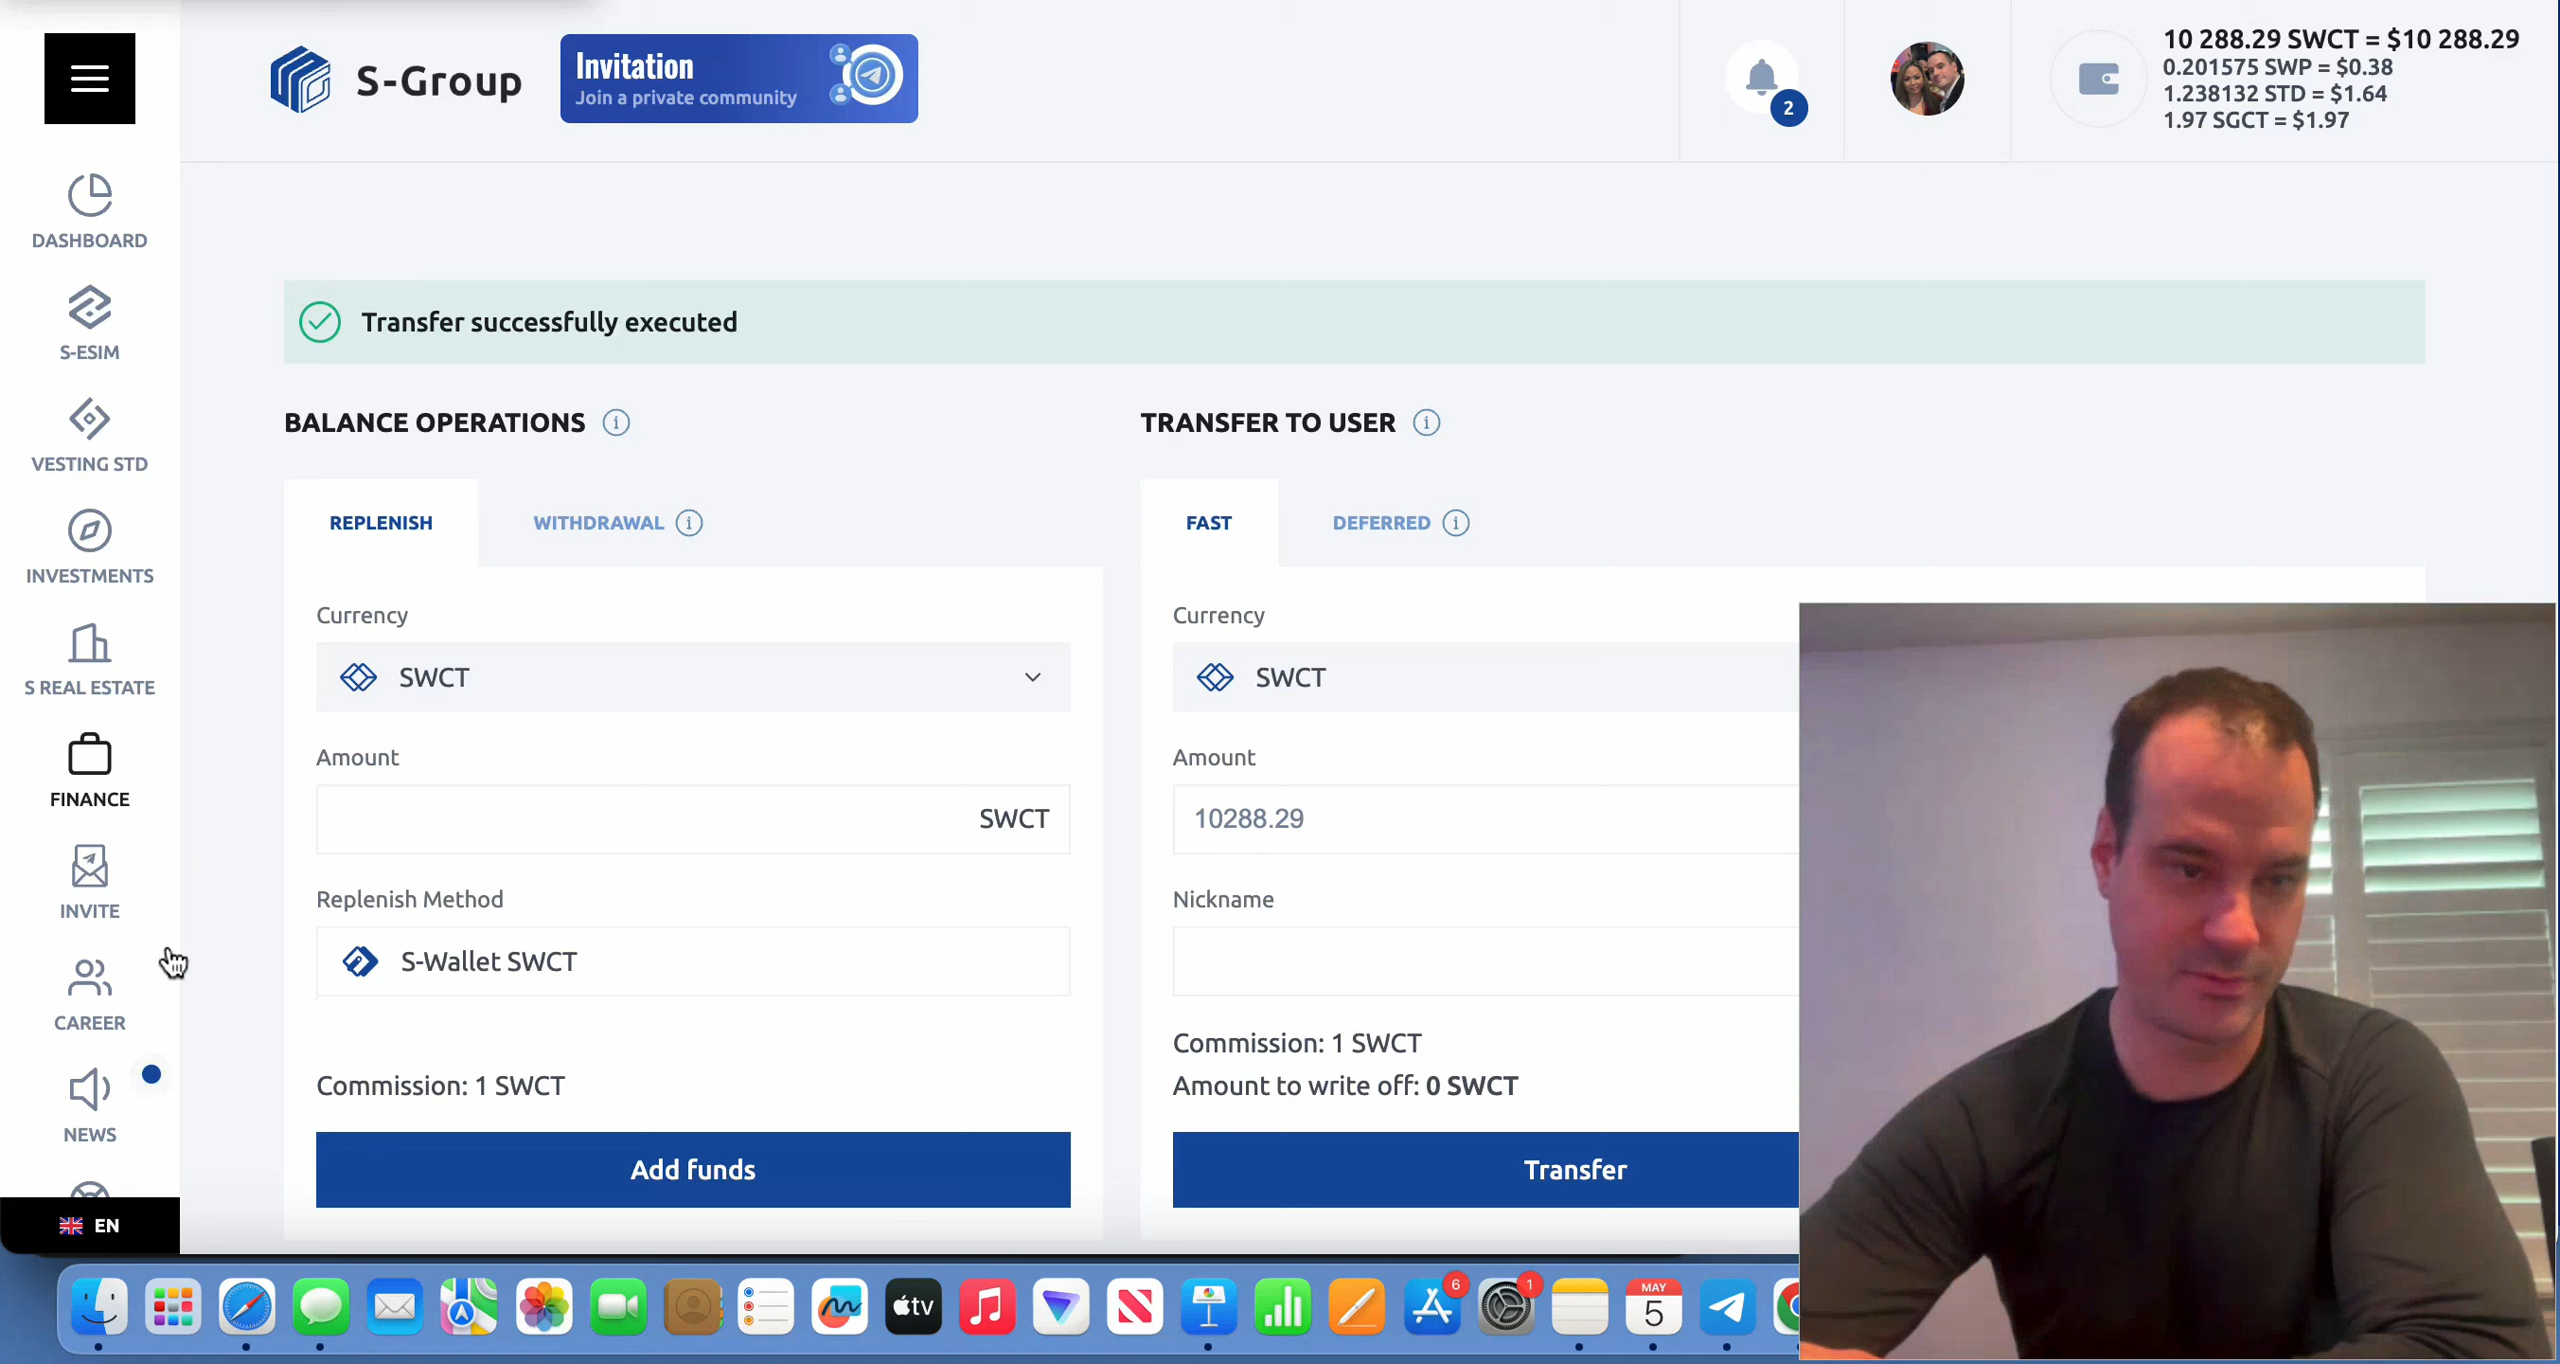 S-Group
Invitation
Join a private community
2
10 288.29 SWCT = $10 288.29
0.201575 SWP = $0.38
1.238132 STD = $1.64
1.97 SGCT = $1.97
DASHBOARD
S-ESIM
VESTING STD
INVESTMENTS
S REAL ESTATE
FINANCE
INVITE
CAREER
NEWS
EN
Transfer successfully executed
BALANCE OPERATIONS
REPLENISH
WITHDRAWAL
Currency
SWCT
Amount
SWCT
Replenish Method
S-Wallet SWCT
Commission: 1 SWCT
Add funds
TRANSFER TO USER
FAST
DEFERRED
Currency
SWCT
Amount
10288.29
Nickname
Commission: 1 SWCT
Amount to write off: 0 SWCT
Transfer
tv
6
1
MAY
5